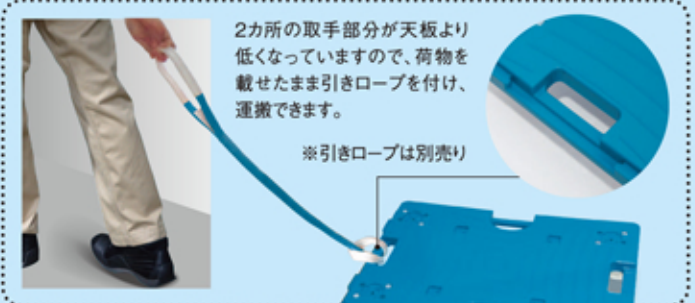 2カ所の取手部分が天板より
低くなっていますので、荷物を
載せたまま引きロープを付け、
運搬できます。
※引きロープは別売り